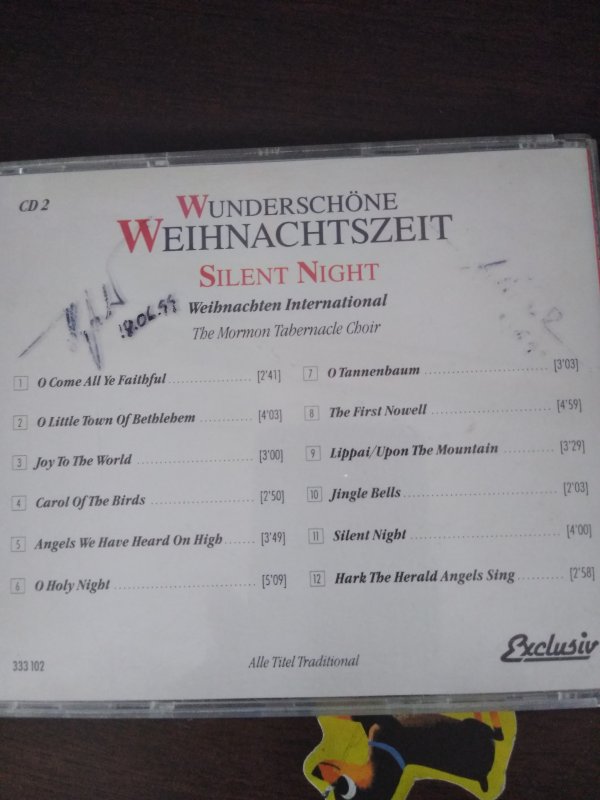 CD 2
WUNDERSCHÖNE
WEIHNACHTSZEIT
SILENT NIGHT
Weihnachten International
The Mormon Tabernacle Choir
18.06.99
1 O Come All Ye Faithful [2'41]
2 O Little Town Of Bethlehem [4'03]
3 Joy To The World [3'00]
4 Carol Of The Birds [2'50]
5 Angels We Have Heard On High [3'49]
6 O Holy Night [5'09]
7 O Tannenbaum [3'03]
8 The First Nowell [4'59]
9 Lippai/Upon The Mountain [3'29]
10 Jingle Bells [2'03]
11 Silent Night [4'00]
12 Hark The Herald Angels Sing [2'58]
333 102
Alle Titel Traditional
Exclusiv